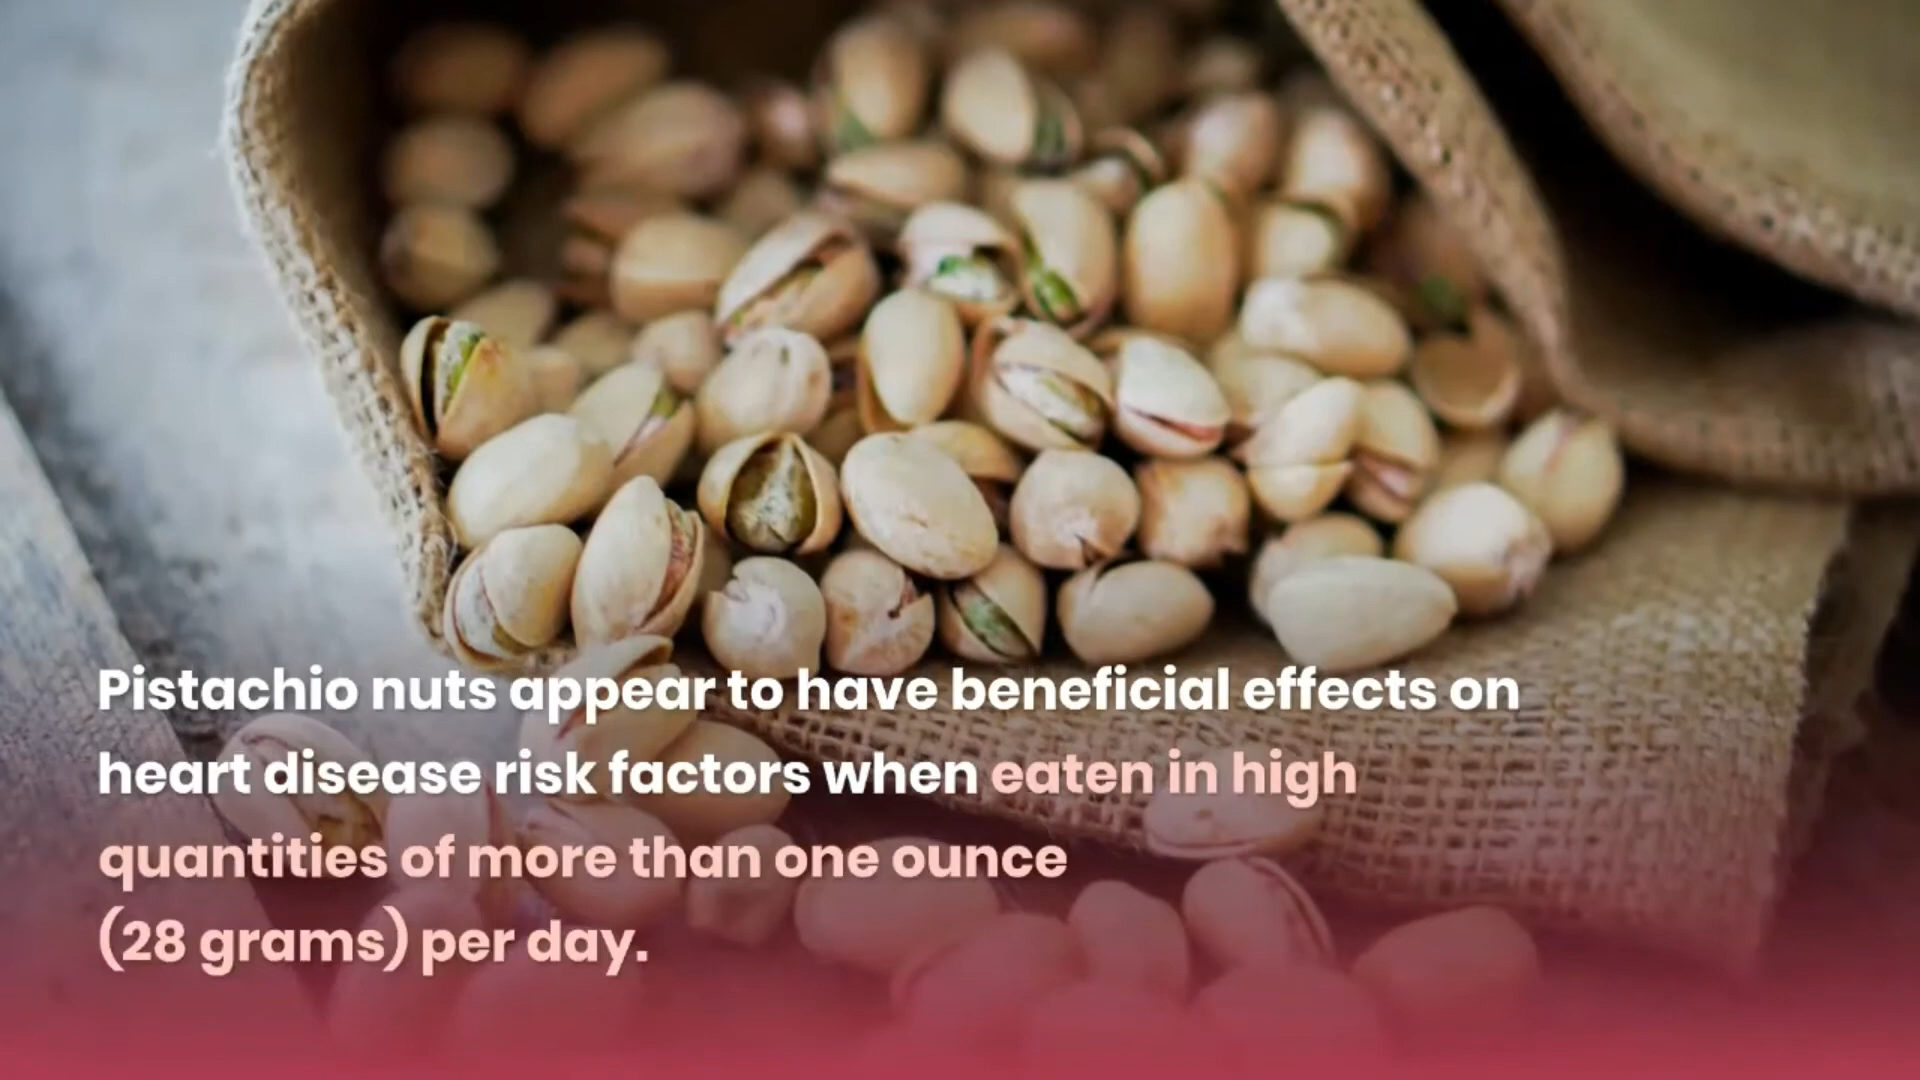 Pistachio nuts appear to have beneficial effects on
heart disease risk factors when eaten in high
quantities of more than one ounce
(28 grams) per day.